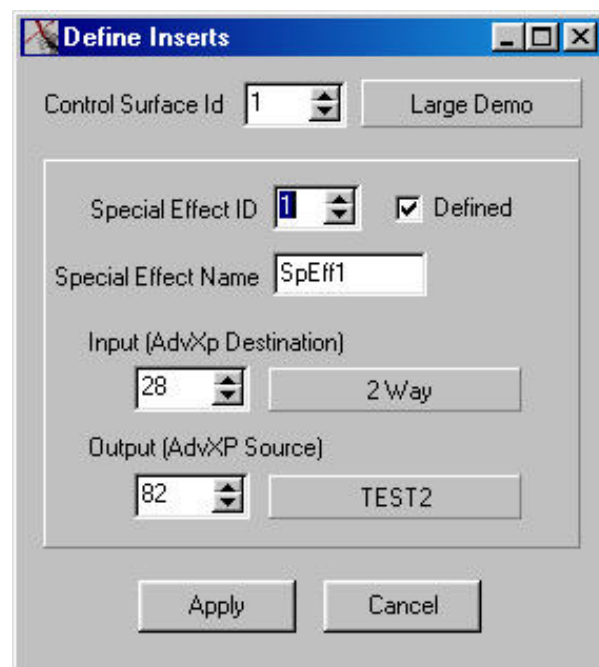 Define Inserts
Control Surface Id 1 Large Demo
Special Effect ID 1 Defined
Special Effect Name SpEff1
Input (AdvXp Destination)
28 2 Way
Output (AdvXP Source)
82 TEST2
Apply Cancel